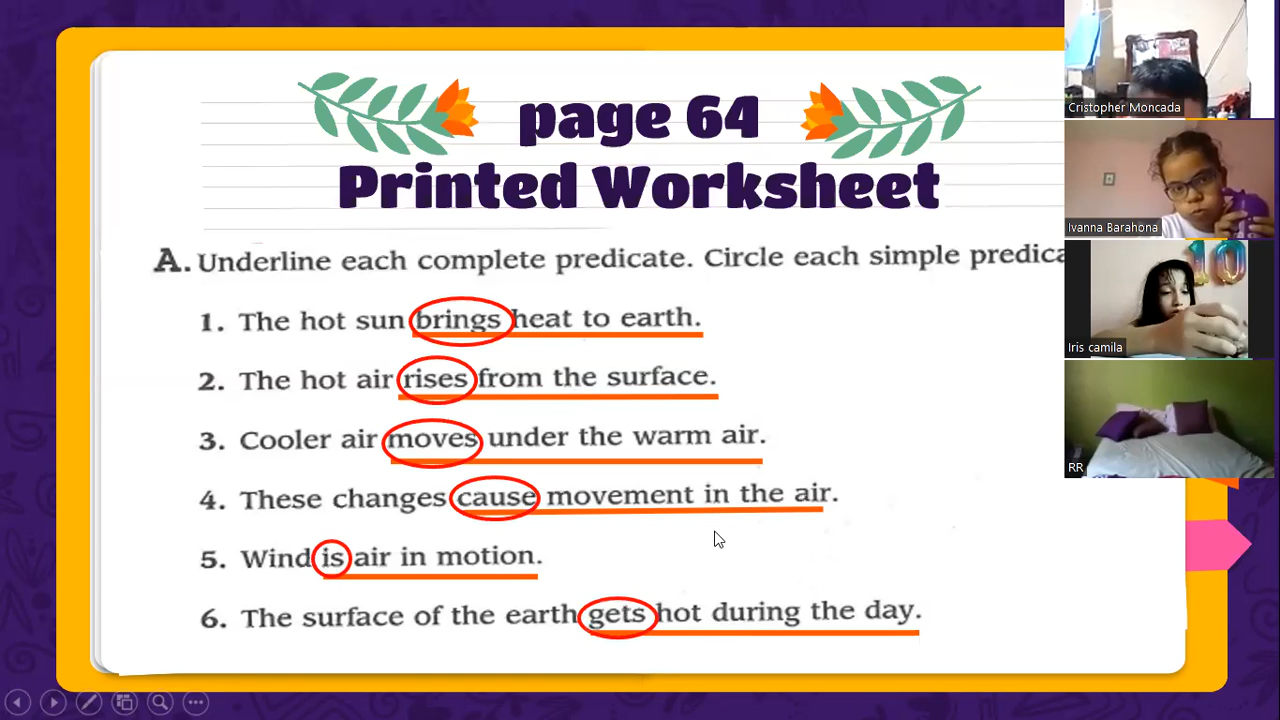 page 64
Printed Worksheet
A. Underline each complete predicate. Circle each simple predica
1. The hot sun brings heat to earth.
2. The hot air rises from the surface.
3. Cooler air moves under the warm air.
4. These changes cause movement in the air.
5. Wind is air in motion.
6. The surface of the earth gets hot during the day.
Cristopher Moncada
Ivanna Barahona
10
Iris camila
RR